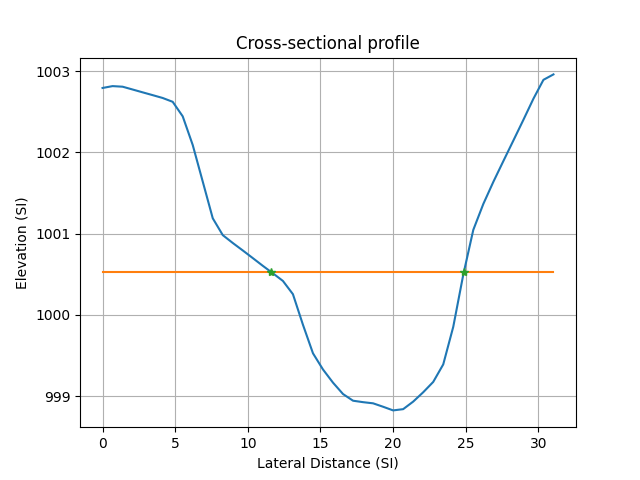 Cross-sectional profile
1003
1002
1001
1000
999
Elevation (SI)
0 5 10 15 20 25 30
Lateral Distance (SI)